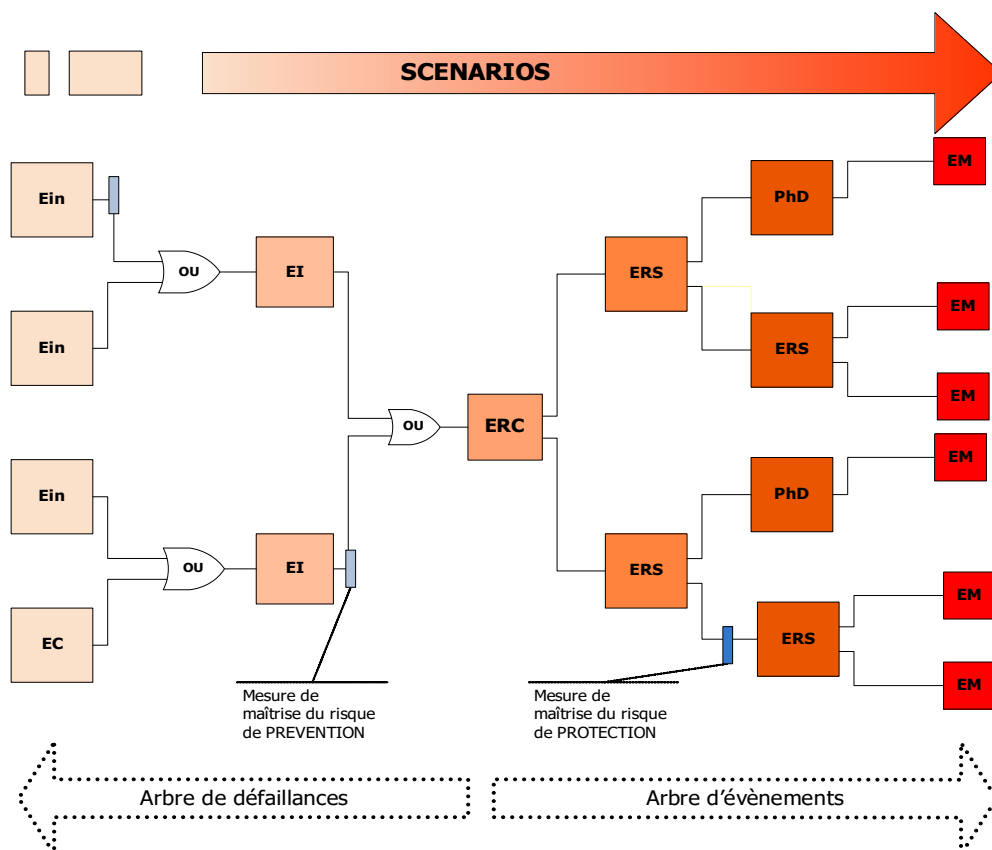 SCENARIOS
EM
Ein
PhD
ERS
OU
EI
EM
Ein
ERS
EM
OU
ERC
EM
Ein
PhD
ERS
OU
EI
EM
EC
ERS
EM
Mesure de
maîtrise du risque
de PREVENTION
Mesure de
maîtrise du risque
de PROTECTION
Arbre de défaillances
Arbre d’évènements